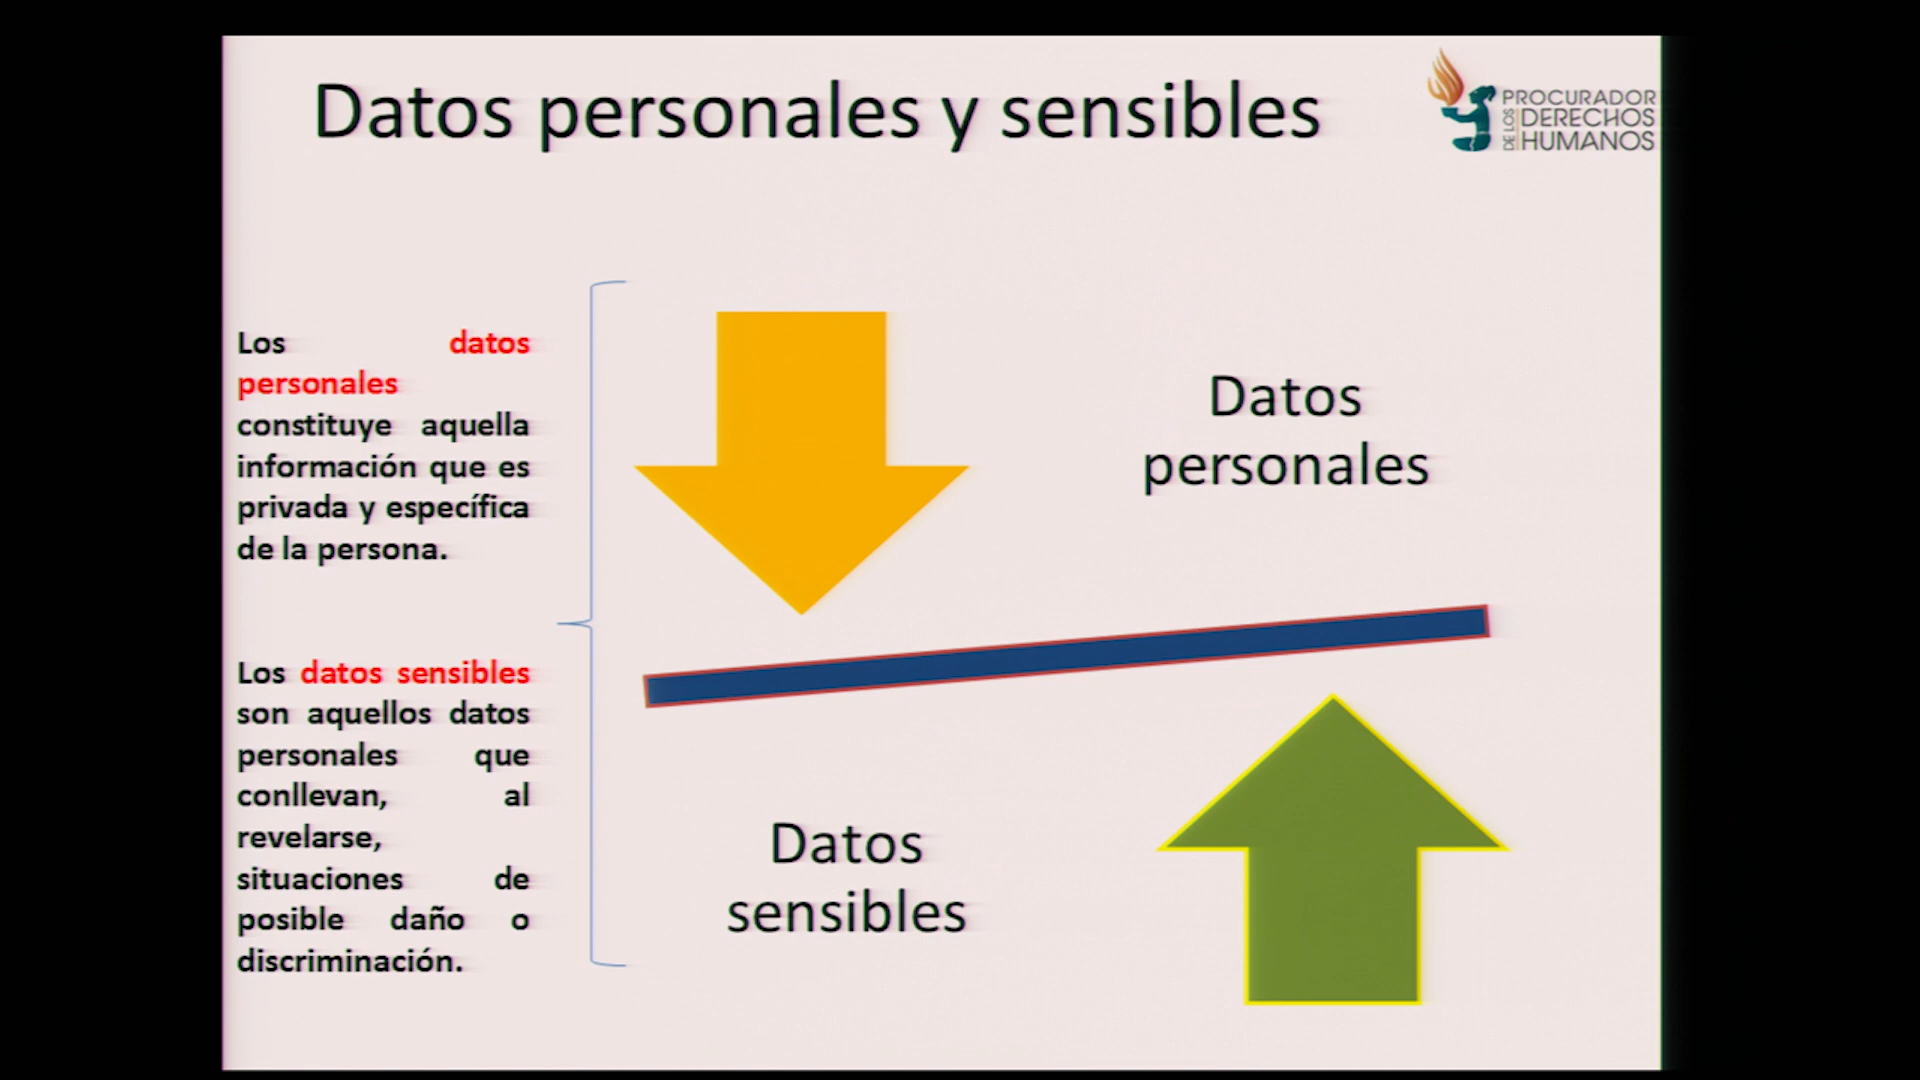 Datos personales y sensibles
PROCURADOR
DE LOS
DERECHOS
HUMANOS
Los datos
personales
constituye aquella
información que es
privada y específica
de la persona.
Los datos sensibles
son aquellos datos
personales que
conllevan, al
revelarse,
situaciones de
posible daño o
discriminación.
Datos
personales
Datos
sensibles